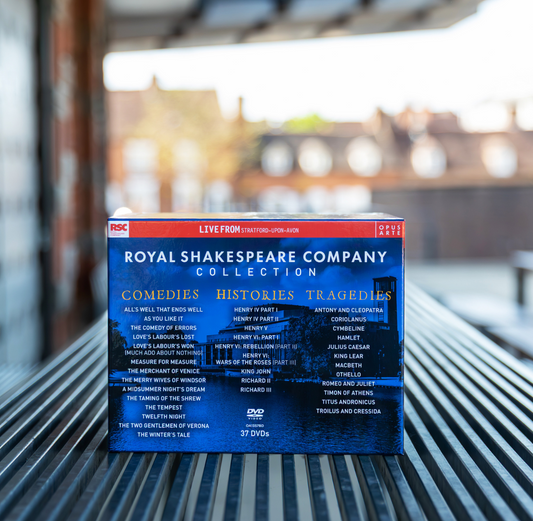 RSC
LIVE FROM STRATFORD-UPON-AVON
OPUS
ARTE
ROYAL SHAKESPEARE COMPANY
COLLECTION
COMEDIES
ALL'S WELL THAT ENDS WELL
AS YOU LIKE IT
THE COMEDY OF ERRORS
LOVE'S LABOUR'S LOST
LOVE'S LABOUR'S WON
(MUCH ADO ABOUT NOTHING)
MEASURE FOR MEASURE
THE MERCHANT OF VENICE
THE MERRY WIVES OF WINDSOR
A MIDSUMMER NIGHT'S DREAM
THE TAMING OF THE SHREW
THE TEMPEST
TWELFTH NIGHT
THE TWO GENTLEMEN OF VERONA
THE WINTER'S TALE
HISTORIES
HENRY IV PART I
HENRY IV PART II
HENRY V
HENRY VI: PART I
HENRY VI: REBELLION (PART II)
HENRY VI:
WARS OF THE ROSES (PART III)
KING JOHN
RICHARD II
RICHARD III
DVD
VIDEO
37 DVDs
TRAGEDIES
ANTONY AND CLEOPATRA
CORIOLANUS
CYMBELINE
HAMLET
JULIUS CAESAR
KING LEAR
MACBETH
OTHELLO
ROMEO AND JULIET
TIMON OF ATHENS
TITUS ANDRONICUS
TROILUS AND CRESSIDA